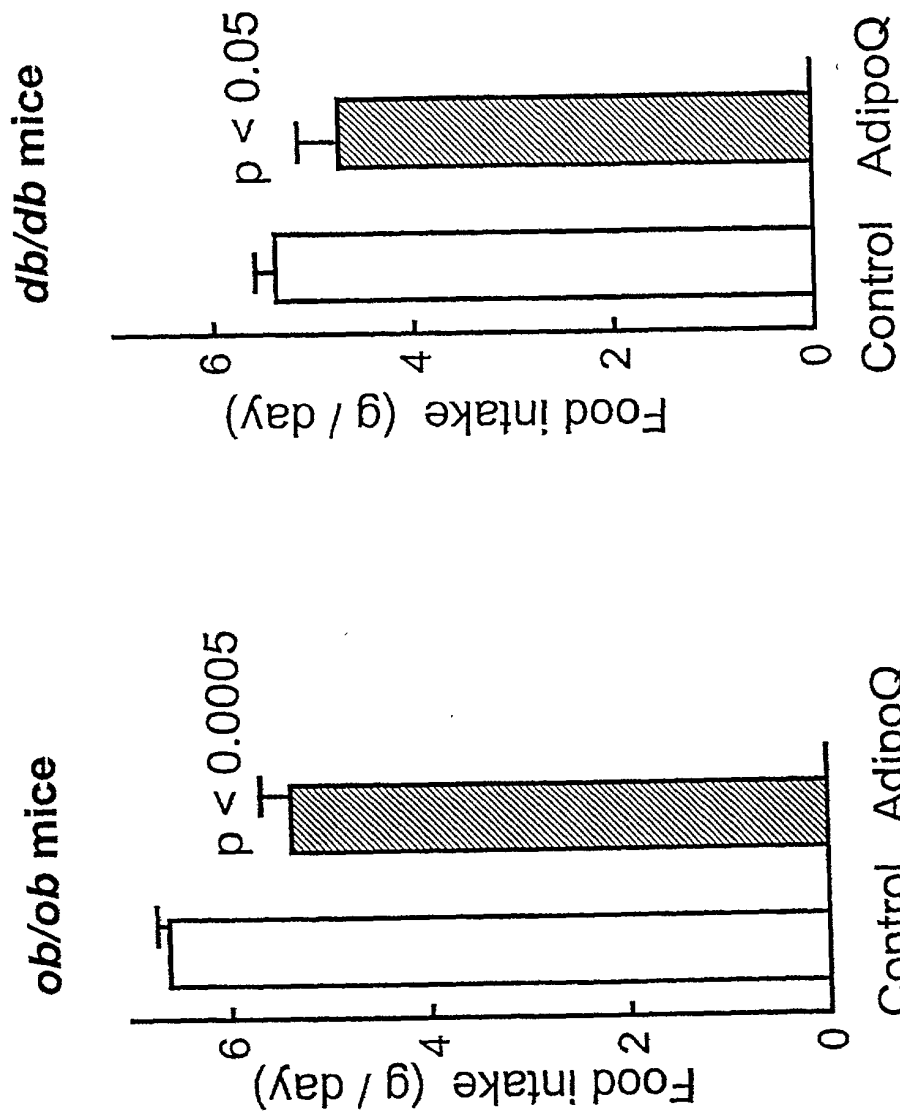 ob/ob mice
p < 0.0005
6
4
2
0
Food intake (g / day)
Control AdipoQ
db/db mice
p < 0.05
6
4
2
0
Food intake (g / day)
Control AdipoQ